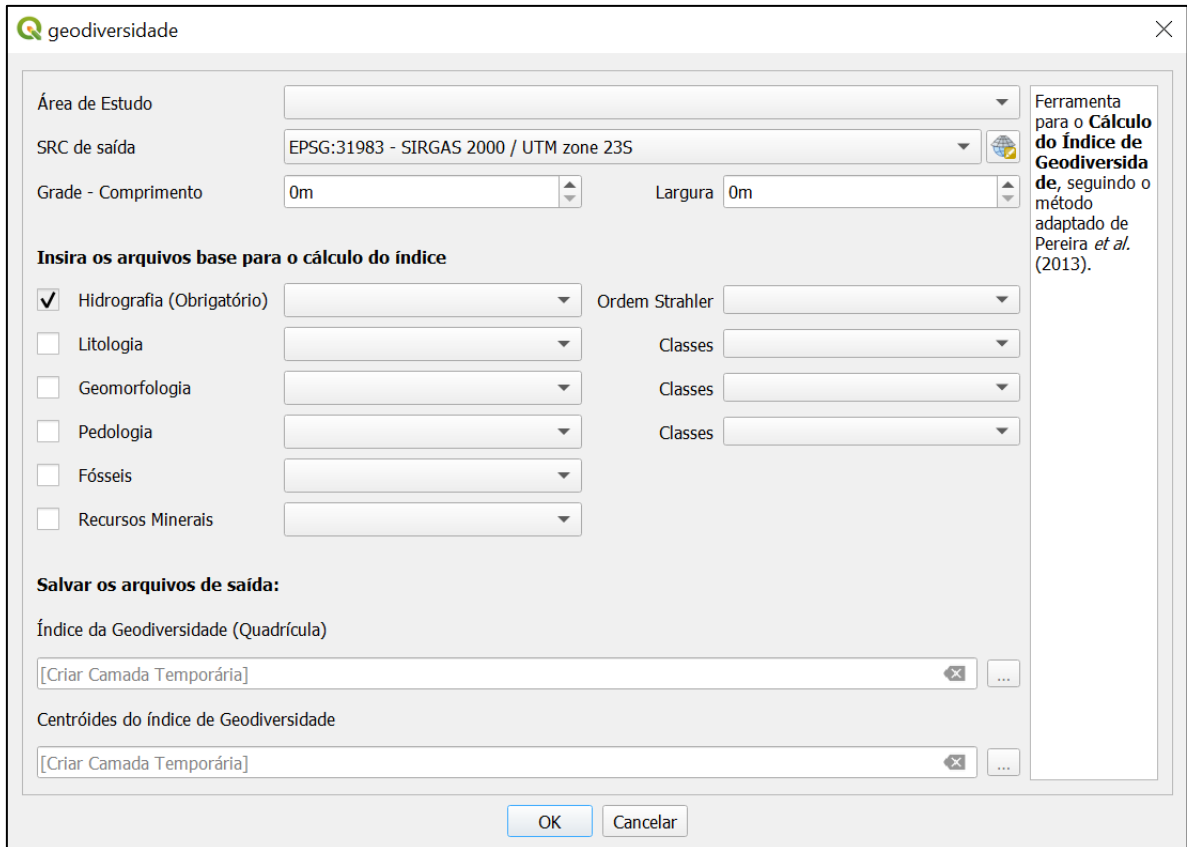 geodiversidade
Área de Estudo
SRC de saída EPSG:31983 - SIRGAS 2000 / UTM zone 23S
Grade - Comprimento 0m Largura 0m
Insira os arquivos base para o cálculo do índice
Hidrografia (Obrigatório) Ordem Strahler
Litologia Classes
Geomorfologia Classes
Pedologia Classes
Fósseis
Recursos Minerais
Salvar os arquivos de saída:
Índice da Geodiversidade (Quadrícula)
[Criar Camada Temporária] ...
Centróides do índice de Geodiversidade
[Criar Camada Temporária] ...
Ferramenta
para o Cálculo
do Índice de
Geodiversida
de, seguindo o
método
adaptado de
Pereira et al.
(2013).
OK Cancelar